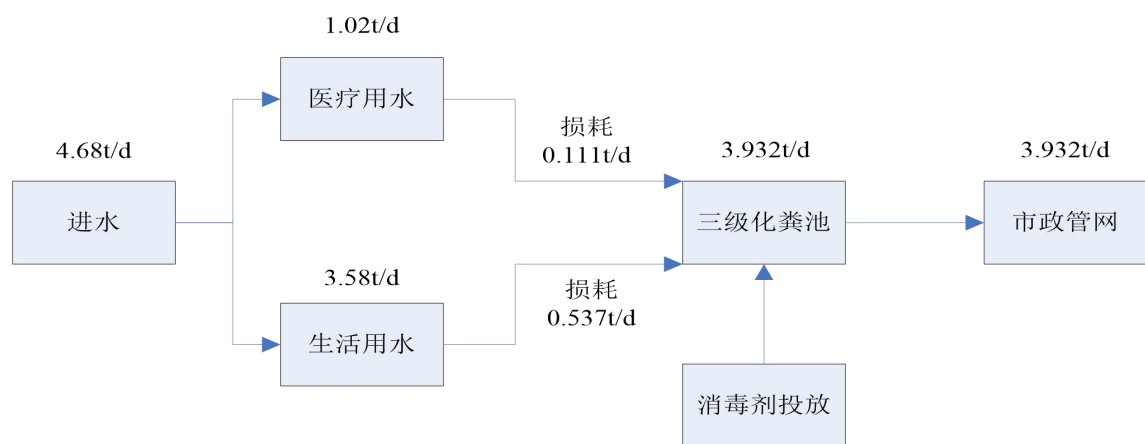 1.02t/d
医疗用水
4.68t/d
进水
损耗
0.111t/d
3.932t/d
三级化粪池
3.932t/d
市政管网
3.58t/d
生活用水
损耗
0.537t/d
消毒剂投放